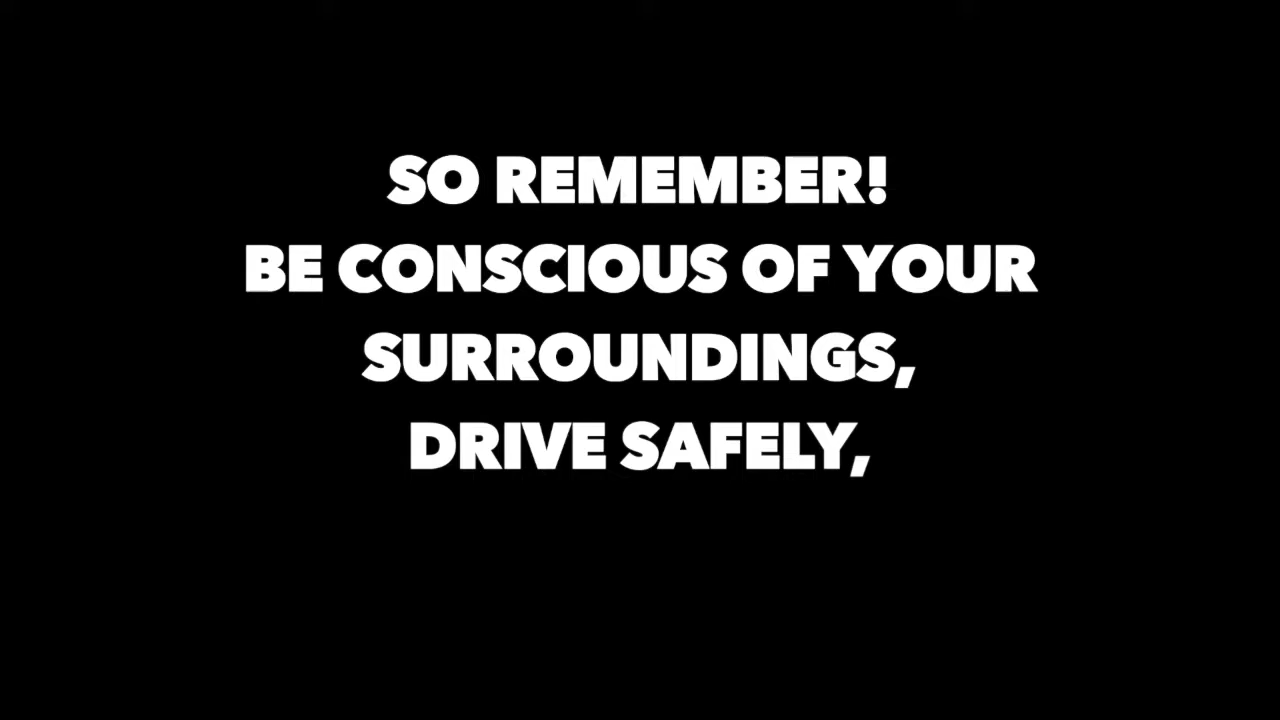 SO REMEMBER!
BE CONSCIOUS OF YOUR
SURROUNDINGS,
DRIVE SAFELY,